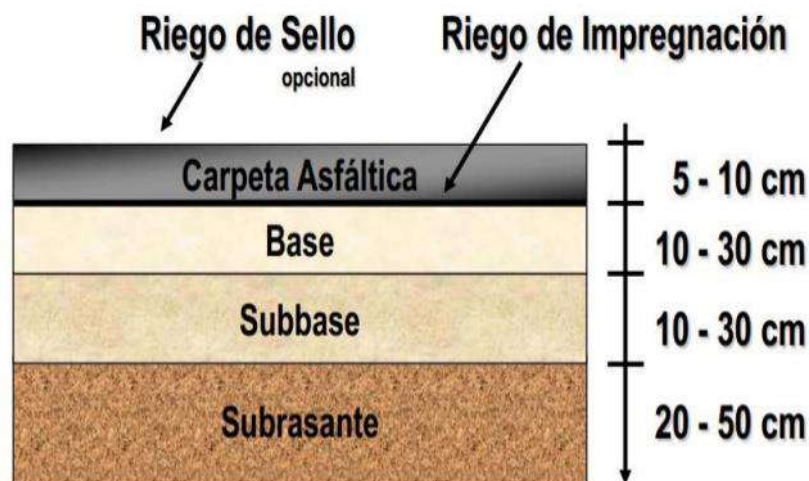 Riego de Sello
opcional
Riego de Impregnación
Carpeta Asfáltica
5 - 10 cm
Base
10 - 30 cm
Subbase
10 - 30 cm
Subrasante
20 - 50 cm